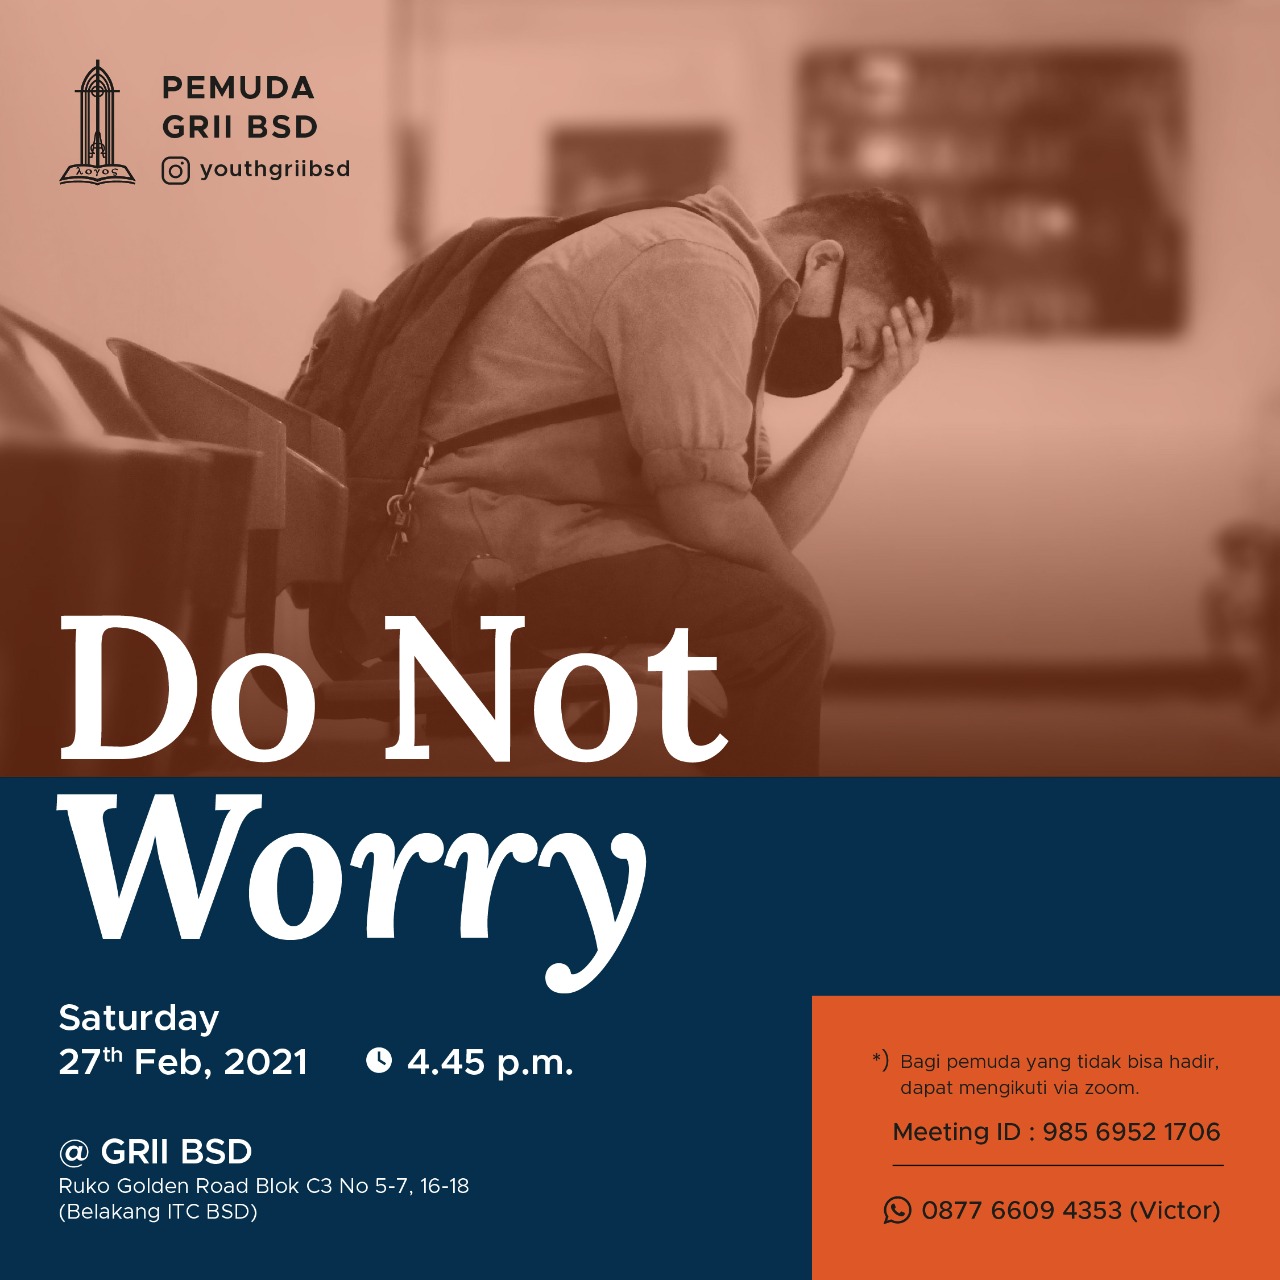 PEMUDA
GRII BSD
youthgriibsd
λογος
Do Not
Worry
Saturday
27th Feb, 2021
4.45 p.m.
@ GRII BSD
Ruko Golden Road Blok C3 No 5-7, 16-18
(Belakang ITC BSD)
*) Bagi pemuda yang tidak bisa hadir,
dapat mengikuti via zoom.
Meeting ID : 985 6952 1706
0877 6609 4353 (Victor)